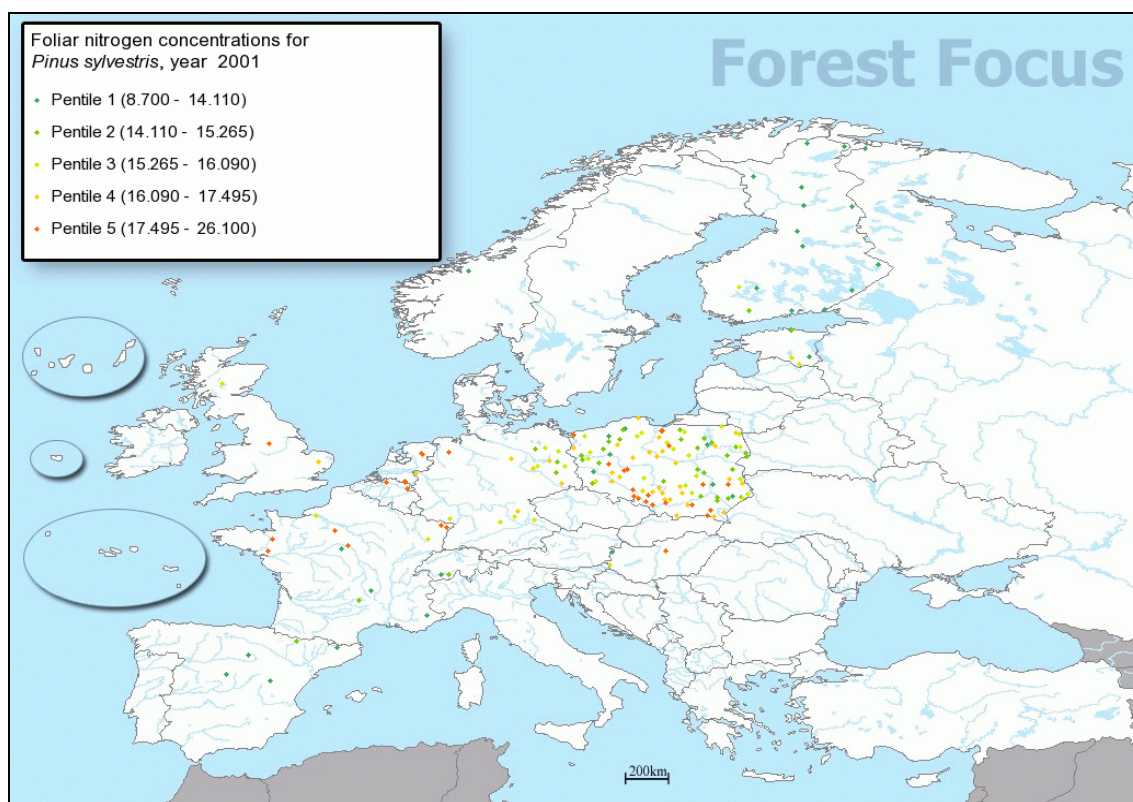 Foliar nitrogen concentrations for
Pinus sylvestris, year 2001
Pentile 1 (8.700 - 14.110)
Pentile 2 (14.110 - 15.265)
Pentile 3 (15.265 - 16.090)
Pentile 4 (16.090 - 17.495)
Pentile 5 (17.495 - 26.100)
Forest Focus
200km